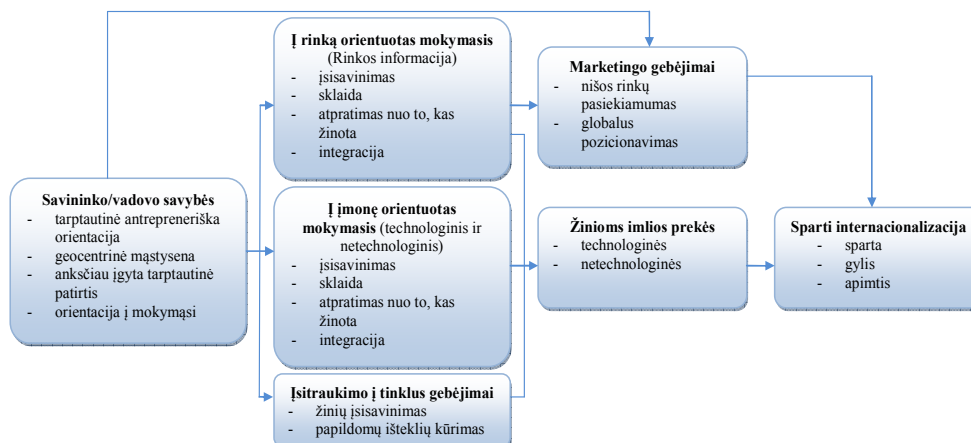 Savininko/vadovo savybės
- tarptautinė antrepreneriška
orientacija
- geocentrinė mąstysena
- anksčiau įgyta tarptautinė
patirtis
- orientacija į mokymąsi
Į rinką orientuotas mokymasis
(Rinkos informacija)
- įsisavinimas
- sklaida
- atpratimas nuo to, kas
žinota
- integracija
Į įmonę orientuotas
mokymasis (technologinis ir
netechnologinis)
- įsisavinimas
- sklaida
- atpratimas nuo to, kas
žinota
- integracija
Įsitraukimo į tinklus gebėjimai
- žinių įsisavinimas
- papildomų išteklių kūrimas
Marketingo gebėjimai
- nišos rinkų
pasiekiamumas
- globalus
pozicionavimas
Žinioms imlios prekės
- technologinės
- netechnologinės
Sparti internacionalizacija
- sparta
- gylis
- apimtis